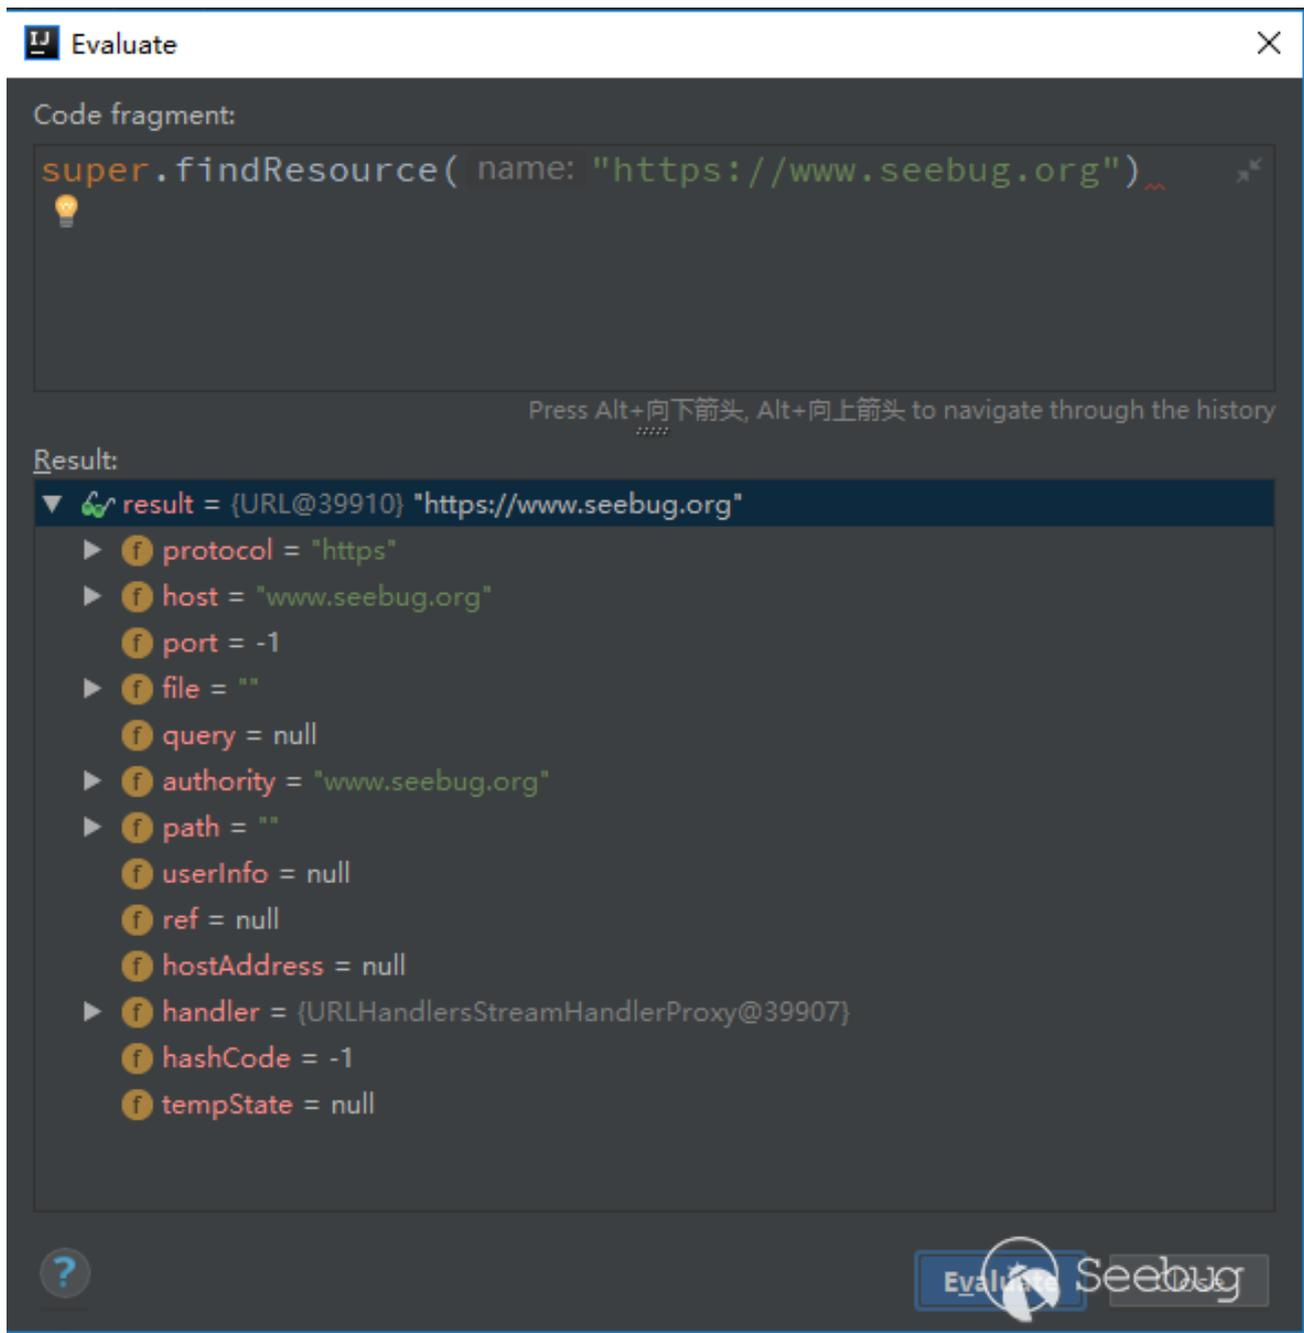 IJ Evaluate
Code fragment:
super.findResource( name: "https://www.seebug.org")
Press Alt+向下箭头, Alt+向上箭头 to navigate through the history
Result:
result = {URL@39910} "https://www.seebug.org"
f protocol = "https"
f host = "www.seebug.org"
f port = -1
f file = ""
f query = null
f authority = "www.seebug.org"
f path = ""
f userInfo = null
f ref = null
f hostAddress = null
f handler = {URLHandlersStreamHandlerProxy@39907}
f hashCode = -1
f tempState = null
? Evaluate Close
Seebug